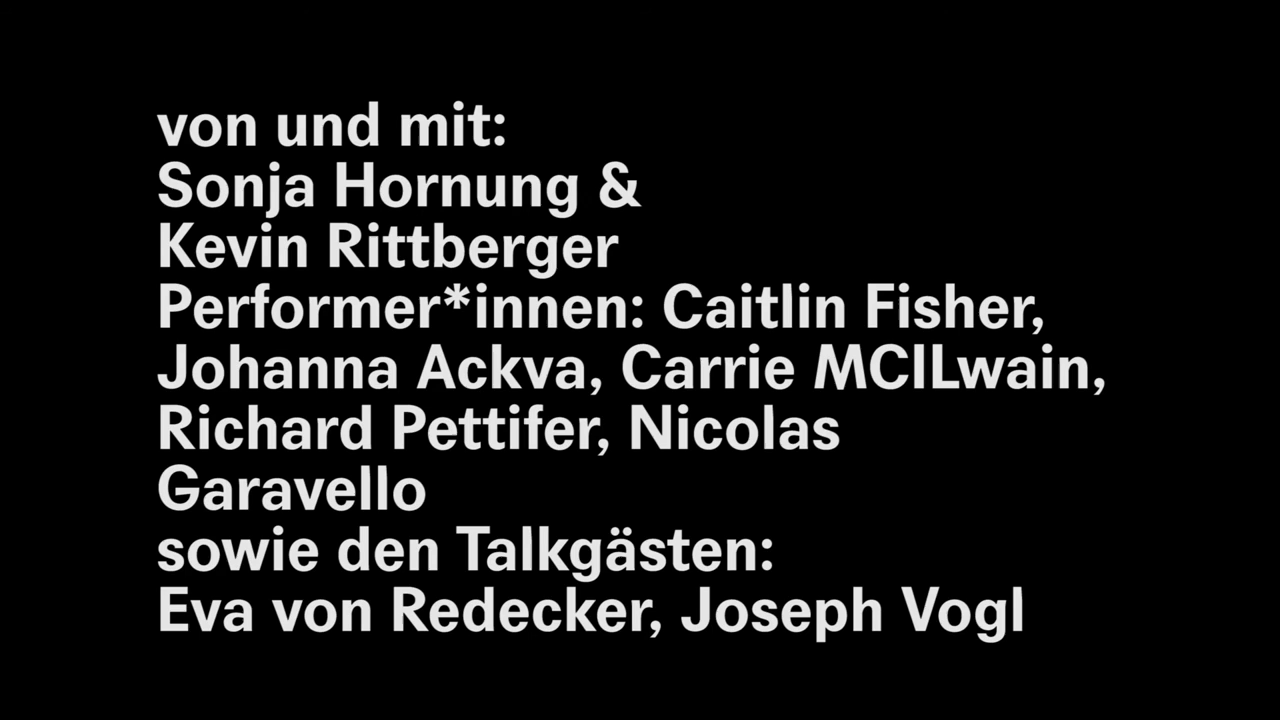 von und mit:
Sonja Hornung &
Kevin Rittberger
Performer*innen: Caitlin Fisher,
Johanna Ackva, Carrie MCILwain,
Richard Pettifer, Nicolas
Garavello
sowie den Talkgästen:
Eva von Redecker, Joseph Vogl